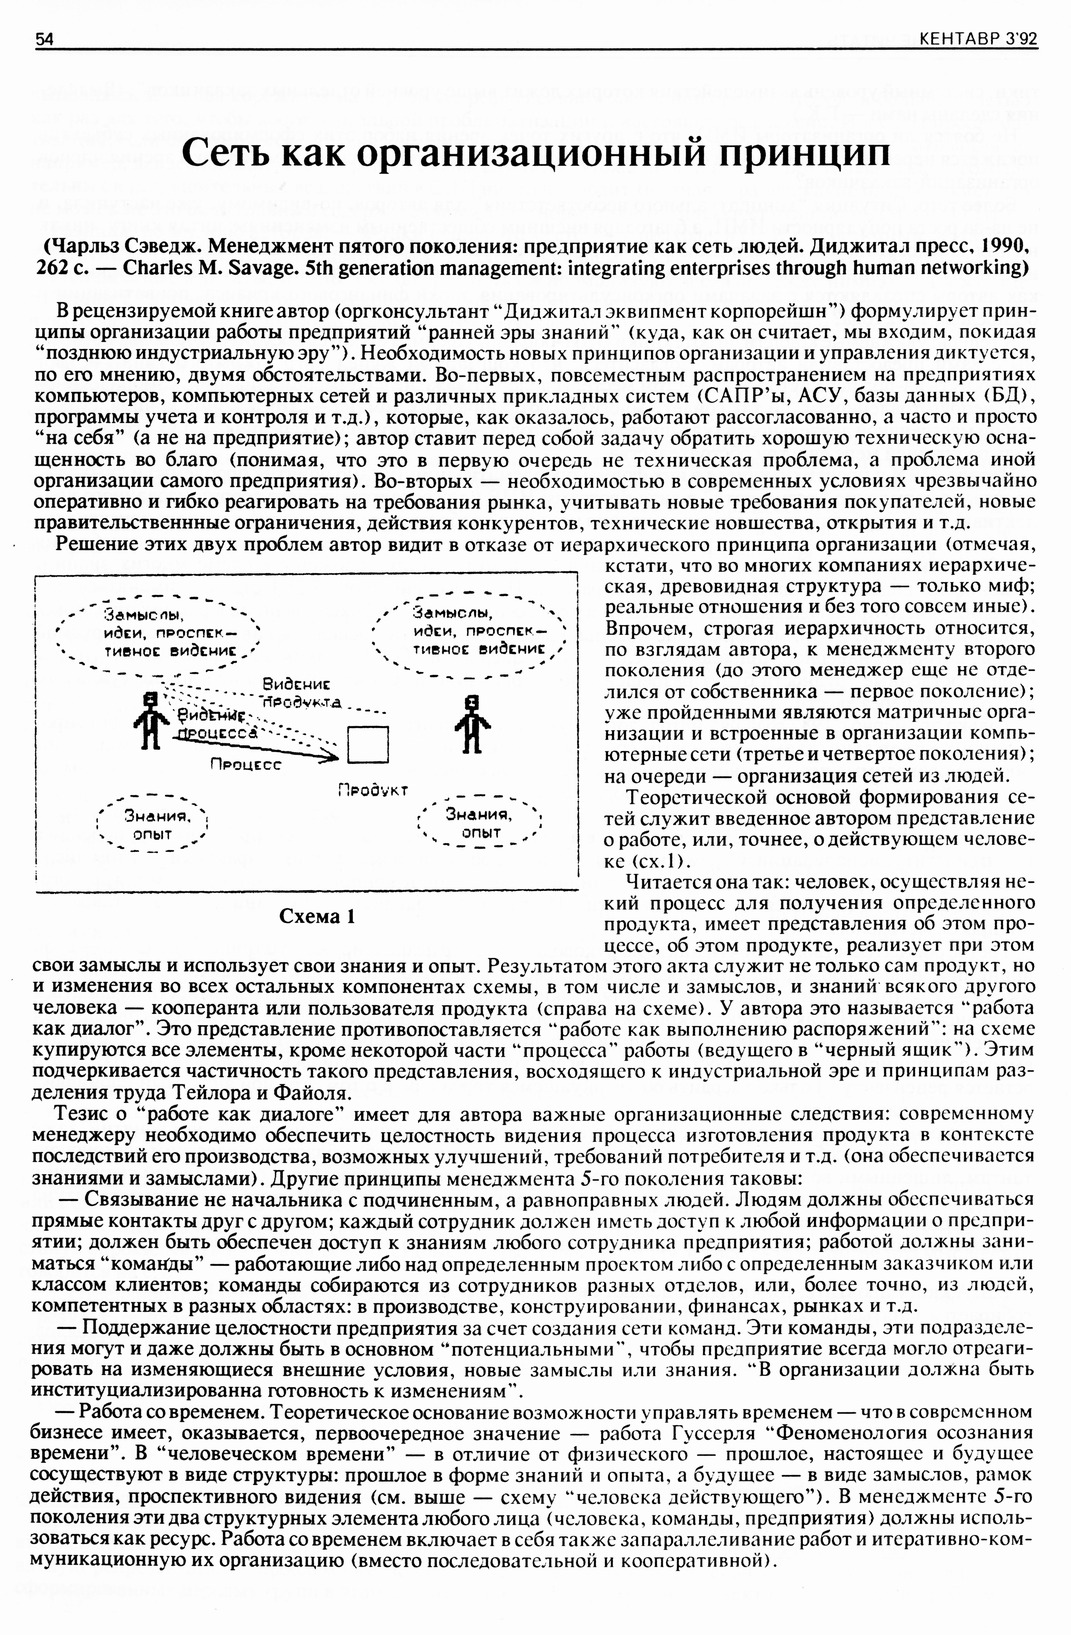 54
КЕНТАВР 3'92
Сеть как организационный принцип
(Чарльз Сэведж. Менеджмент пятого поколения: предприятие как сеть людей. Диджитал пресс, 1990,
262 с. — Charles M. Savage. 5th generation management: integrating enterprises through human networking)
В рецензируемой книге автор (оргконсультант “Диджитал эквипмент корпорейшн”) формулирует прин-
ципы организации работы предприятий “ранней эры знаний” (куда, как он считает, мы входим, покидая
“позднюю индустриальную эру”). Необходимость новых принципов организации и управления диктуется,
по его мнению, двумя обстоятельствами. Во-первых, повсеместным распространением на предприятиях
компьютеров, компьютерных сетей и различных прикладных систем (САПР’ы, АСУ, базы данных (БД),
программы учета и контроля и т.д.), которые, как оказалось, работают рассогласованно, а часто и просто
“на себя” (а не на предприятие); автор ставит перед собой задачу обратить хорошую техническую осна-
щенность во благо (понимая, что это в первую очередь не техническая проблема, а проблема иной
организации самого предприятия). Во-вторых — необходимостью в современных условиях чрезвычайно
оперативно и гибко реагировать на требования рынка, учитывать новые требования покупателей, новые
правительственнные ограничения, действия конкурентов, технические новшества, открытия и т.д.
Решение этих двух проблем автор видит в отказе от иерархического принципа организации (отмечая,
кстати, что во многих компаниях иерархиче-
ская, древовидная структура — только миф;
реальные отношения и без того совсем иные).
Впрочем, строгая иерархичность относится,
по взглядам автора, к менеджменту второго
поколения (до этого менеджер еще не отде-
лился от собственника — первое поколение);
уже пройденными являются матричные орга-
низации и встроенные в организации компь-
ютерные сети (третье и четвертое поколения);
на очереди — организация сетей из людей.
Теоретической основой формирования се-
тей служит введенное автором представление
о работе, или, точнее, о действующем челове-
ке (сх.1).
Читается она так: человек, осуществляя не-
кий процесс для получения определенного
продукта, имеет представления об этом про-
цессе, об этом продукте, реализует при этом
Замыслы,
идеи, проспек—
тивное видение
Замыслы,
идеи, проспек—
тивное видение
Видение
продукта
Видение
процесса
Процесс
Продукт
Знания,
опыт
Знания,
опыт
Схема 1
свои замыслы и использует свои знания и опыт. Результатом этого акта служит не только сам продукт, но
и изменения во всех остальных компонентах схемы, в том числе и замыслов, и знаний всякого другого
человека — кооперанта или пользователя продукта (справа на схеме). У автора это называется “работа
как диалог”. Это представление противопоставляется “работе как выполнению распоряжений”: на схеме
купируются все элементы, кроме некоторой части “процесса” работы (ведущего в “черный ящик”). Этим
подчеркивается частичность такого представления, восходящего к индустриальной эре и принципам раз-
деления труда Тейлора и Файоля.
Тезис о “работе как диалоге” имеет для автора важные организационные следствия: современному
менеджеру необходимо обеспечить целостность видения процесса изготовления продукта в контексте
последствий его производства, возможных улучшений, требований потребителя и т.д. (она обеспечивается
знаниями и замыслами). Другие принципы менеджмента 5-го поколения таковы:
— Связывание не начальника с подчиненным, а равноправных людей. Людям должны обеспечиваться
прямые контакты друг с другом; каждый сотрудник должен иметь доступ к любой информации о предпри-
ятии; должен быть обеспечен доступ к знаниям любого сотрудника предприятия; работой должны зани-
маться “команды” — работающие либо над определенным проектом либо с определенным заказчиком или
классом клиентов; команды собираются из сотрудников разных отделов, или, более точно, из людей,
компетентных в разных областях: в производстве, конструировании, финансах, рынках и т.д.
— Поддержание целостности предприятия за счет создания сети команд. Эти команды, эти подразделе-
ния могут и даже должны быть в основном “потенциальными”, чтобы предприятие всегда могло отреаги-
ровать на изменяющиеся внешние условия, новые замыслы или знания. “В организации должна быть
институциализированна готовность к изменениям”.
— Работа со временем. Теоретическое основание возможности управлять временем — что в современном
бизнесе имеет, оказывается, первоочередное значение — работа Гуссерля “Феноменология осознания
времени”. В “человеческом времени” — в отличие от физического — прошлое, настоящее и будущее
сосуществуют в виде структуры: прошлое в форме знаний и опыта, а будущее — в виде замыслов, рамок
действия, проспективного видения (см. выше — схему “человека действующего”). В менеджменте 5-го
поколения эти два структурных элемента любого лица (человека, команды, предприятия) должны исполь-
зоваться как ресурс. Работа со временем включает в себя также запараллеливание работ и итеративно-ком-
муникационную их организацию (вместо последовательной и кооперативной).